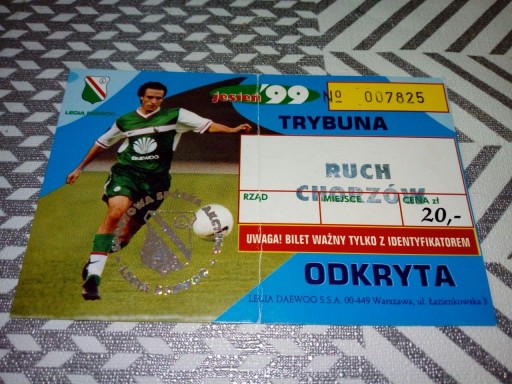 LEGIA DAEWOO
jesień '99
№ 007825
TRYBUNA
DAEWOO
RUCH
CHORZÓW
RZĄD
MIEJSCE
CENA zł
20,-
UWAGA! BILET WAŻNY TYLKO Z IDENTYFIKATOREM
ODKRYTA
LEGIA DAEWOO S.S.A. 00-449 Warszawa, ul. Łazienkowska 3